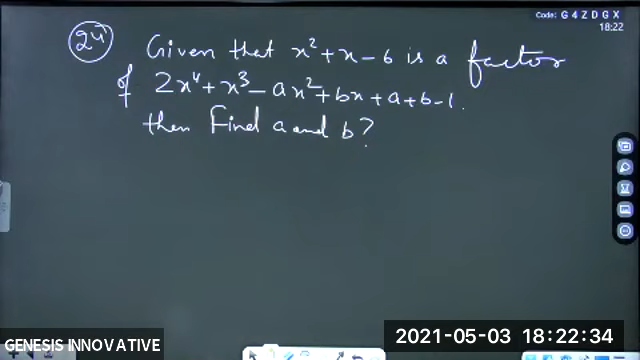 Code: G 4 Z D G X
18:22
24) Given that x² + x - 6 is a factor
of 2x⁴ + x³ - ax² + bx + a + b - 1.
then Find a and b?
2021-05-03 18:22:34
GENESIS INNOVATIVE